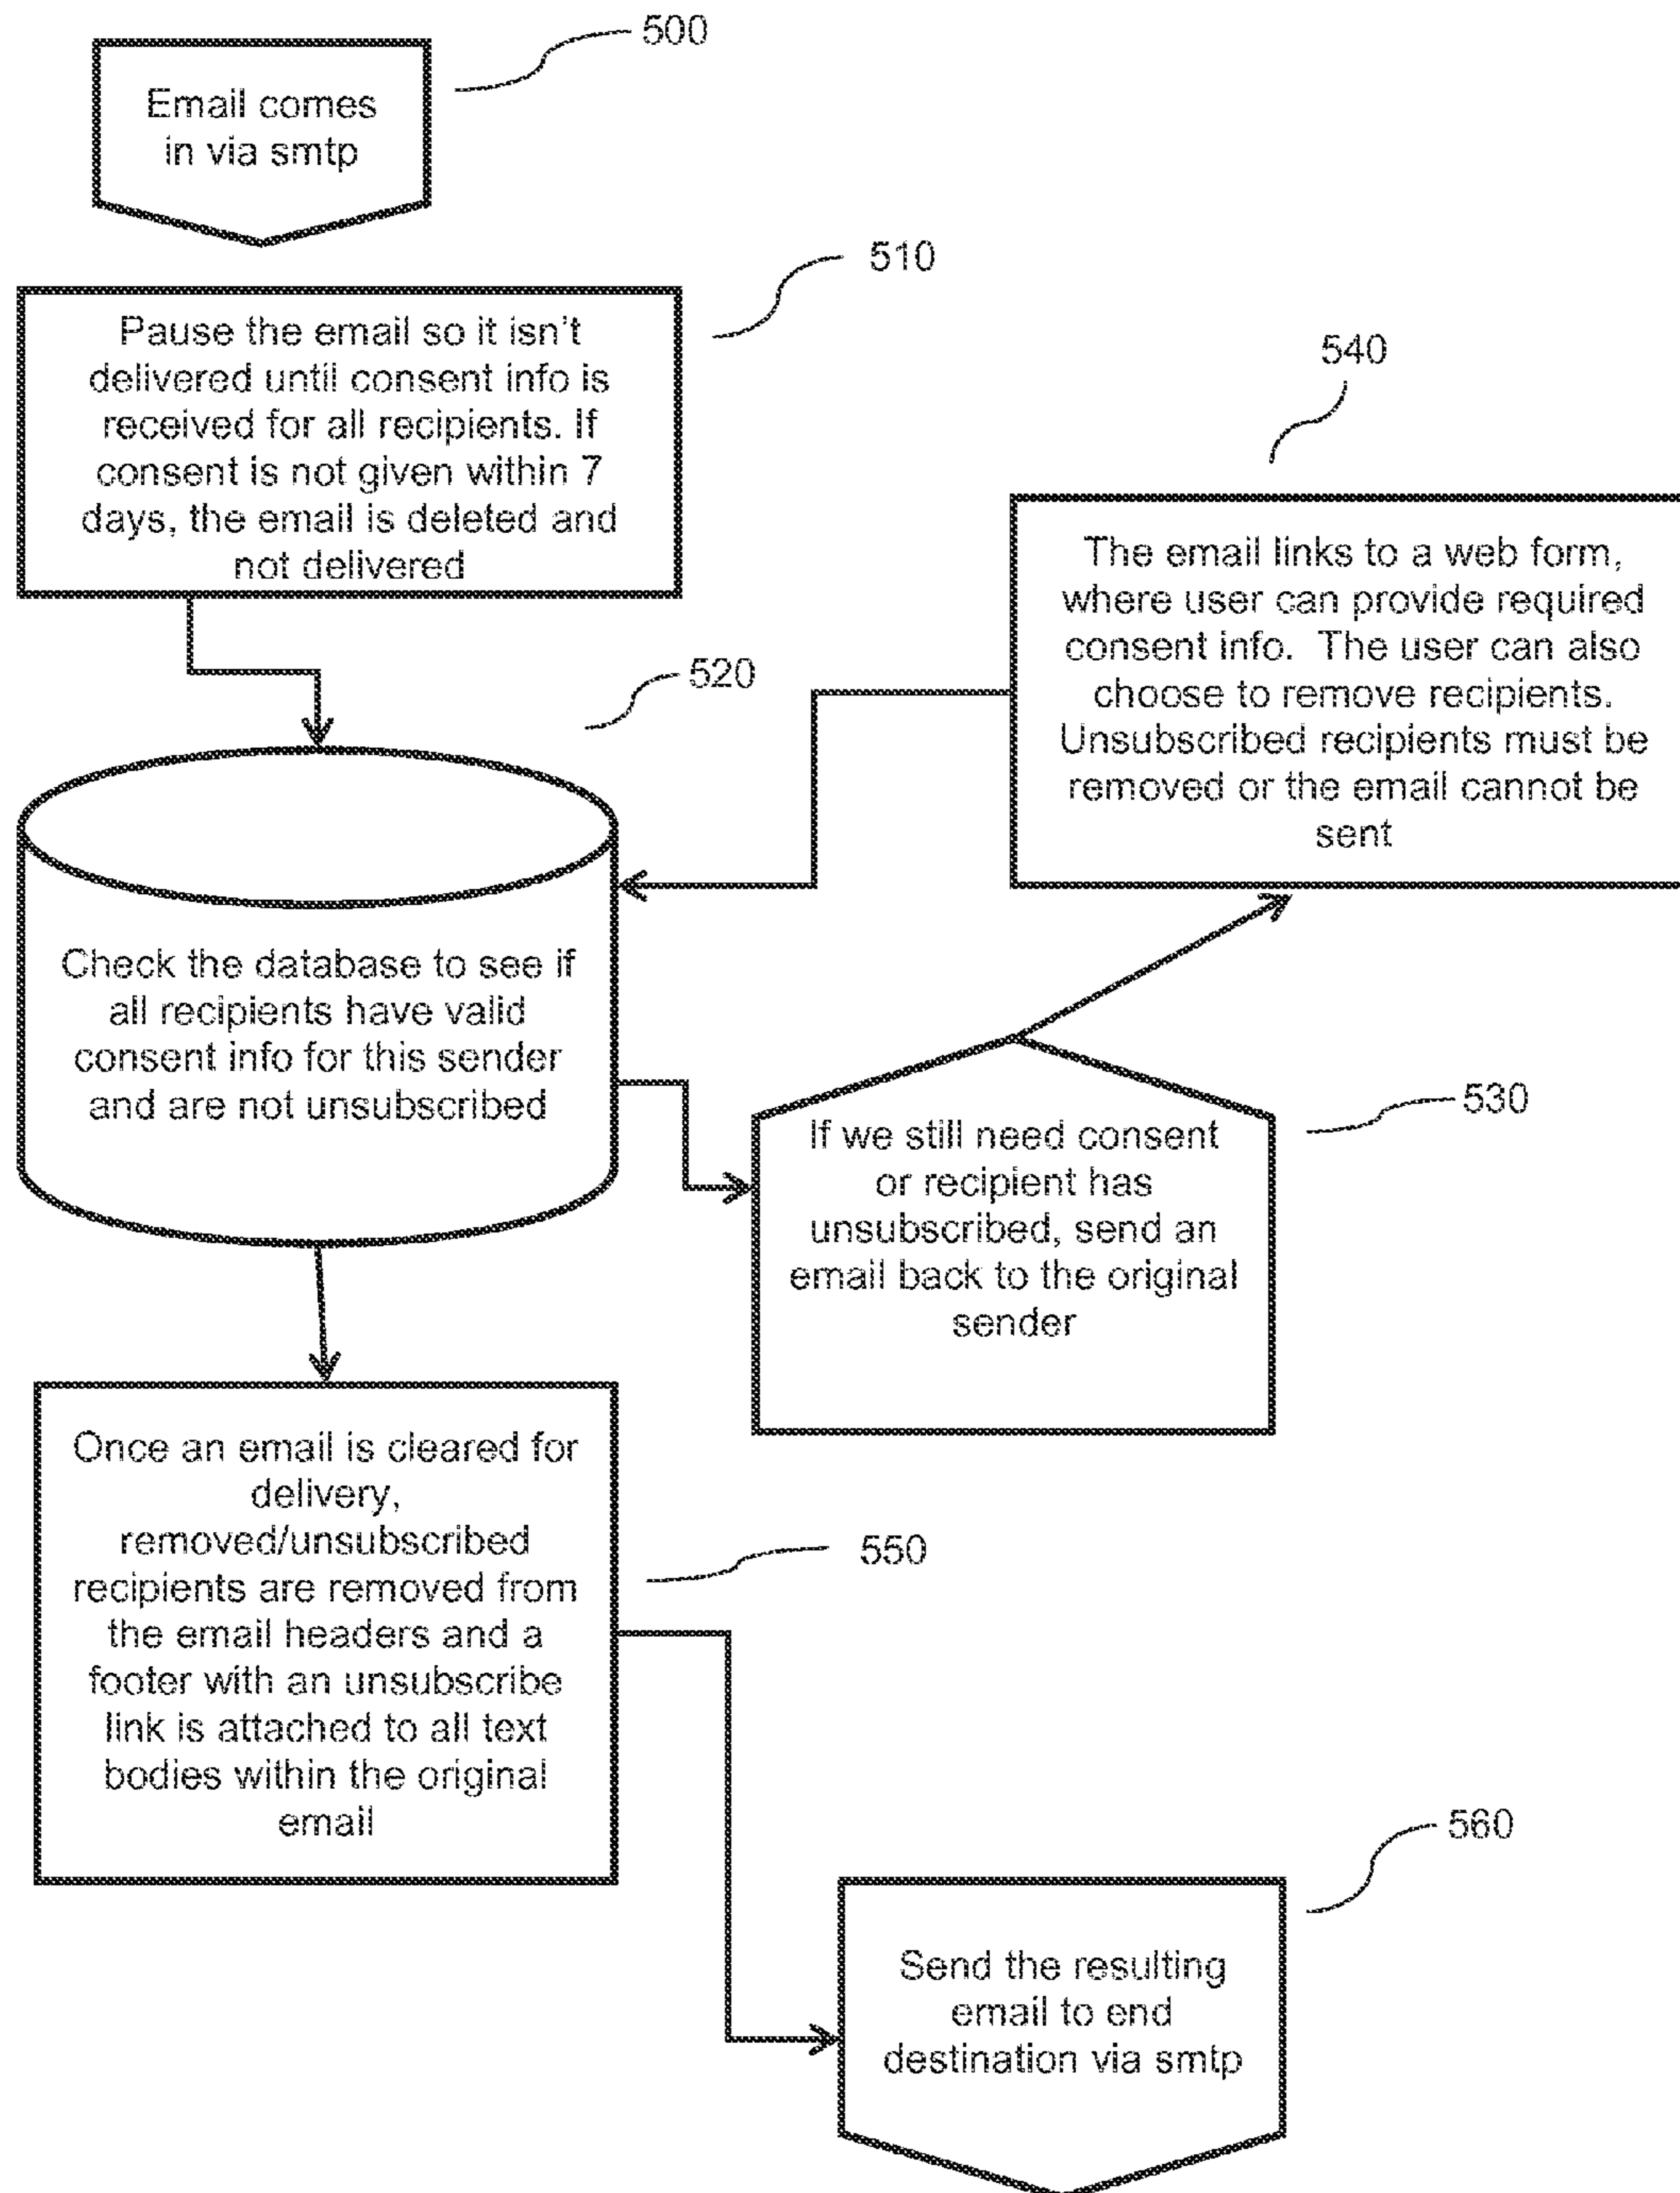 500
Email comes
in via smtp
510
Pause the email so it isn't
delivered until consent info is
received for all recipients. If
consent is not given within 7
days, the email is deleted and
not delivered
520
Check the database to see if
all recipients have valid
consent info for this sender
and are not unsubscribed
540
The email links to a web form,
where user can provide required
consent info. The user can also
choose to remove recipients.
Unsubscribed recipients must be
removed or the email cannot be
sent
530
If we still need consent
or recipient has
unsubscribed, send an
email back to the original
sender
550
Once an email is cleared for
delivery,
removed/unsubscribed
recipients are removed from
the email headers and a
footer with an unsubscribe
link is attached to all text
bodies within the original
email
560
Send the resulting
email to end
destination via smtp